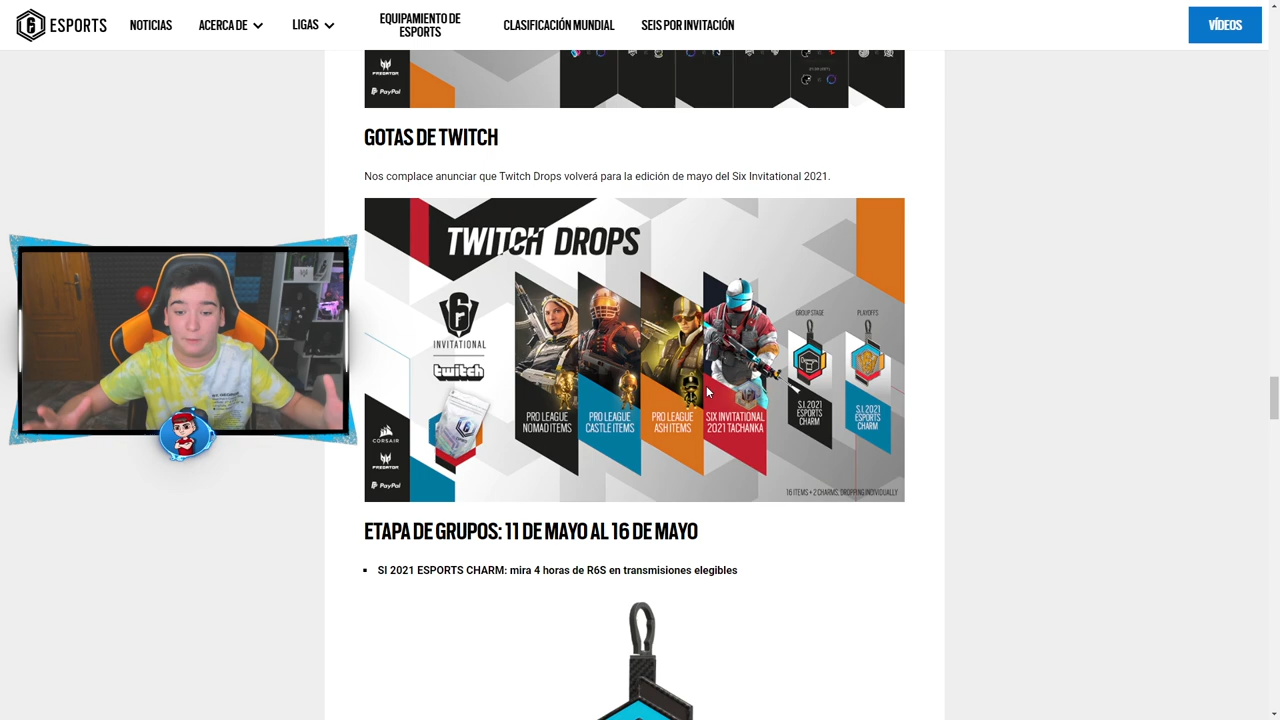 ESPORTS
NOTICIAS
ACERCA DE
LIGAS
EQUIPAMIENTO DE
ESPORTS
CLASIFICACIÓN MUNDIAL
SEIS POR INVITACIÓN
VÍDEOS
PREDATOR
PayPal
GOTAS DE TWITCH
Nos complace anunciar que Twitch Drops volverá para la edición de mayo del Six Invitational 2021.
TWITCH DROPS
INVITATIONAL
twitch
CORSAIR
PREDATOR
PayPal
PRO LEAGUE
NOMAD ITEMS
PRO LEAGUE
CASTLE ITEMS
PRO LEAGUE
ASH ITEMS
SIX INVITATIONAL
2021 TACHANKA
GROUP STAGE
S.I. 2021
ESPORTS
CHARM
PLAYOFFS
S.I. 2021
ESPORTS
CHARM
16 ITEMS + 2 CHARMS, DROPPING INDIVIDUALLY
ETAPA DE GRUPOS: 11 DE MAYO AL 16 DE MAYO
▪ SI 2021 ESPORTS CHARM: mira 4 horas de R6S en transmisiones elegibles